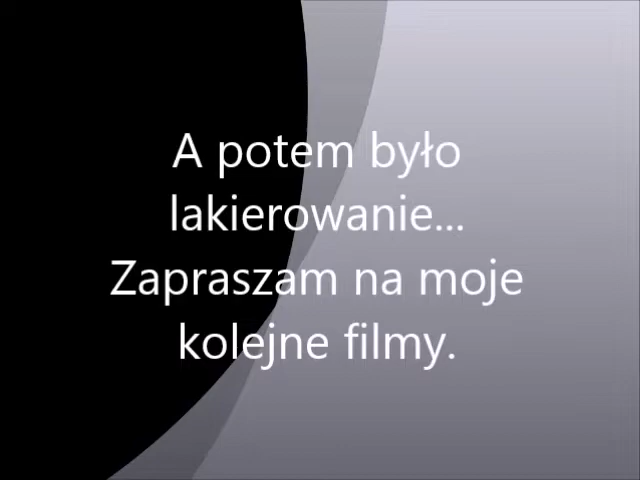 A potem było
lakierowanie...
Zapraszam na moje
kolejne filmy.